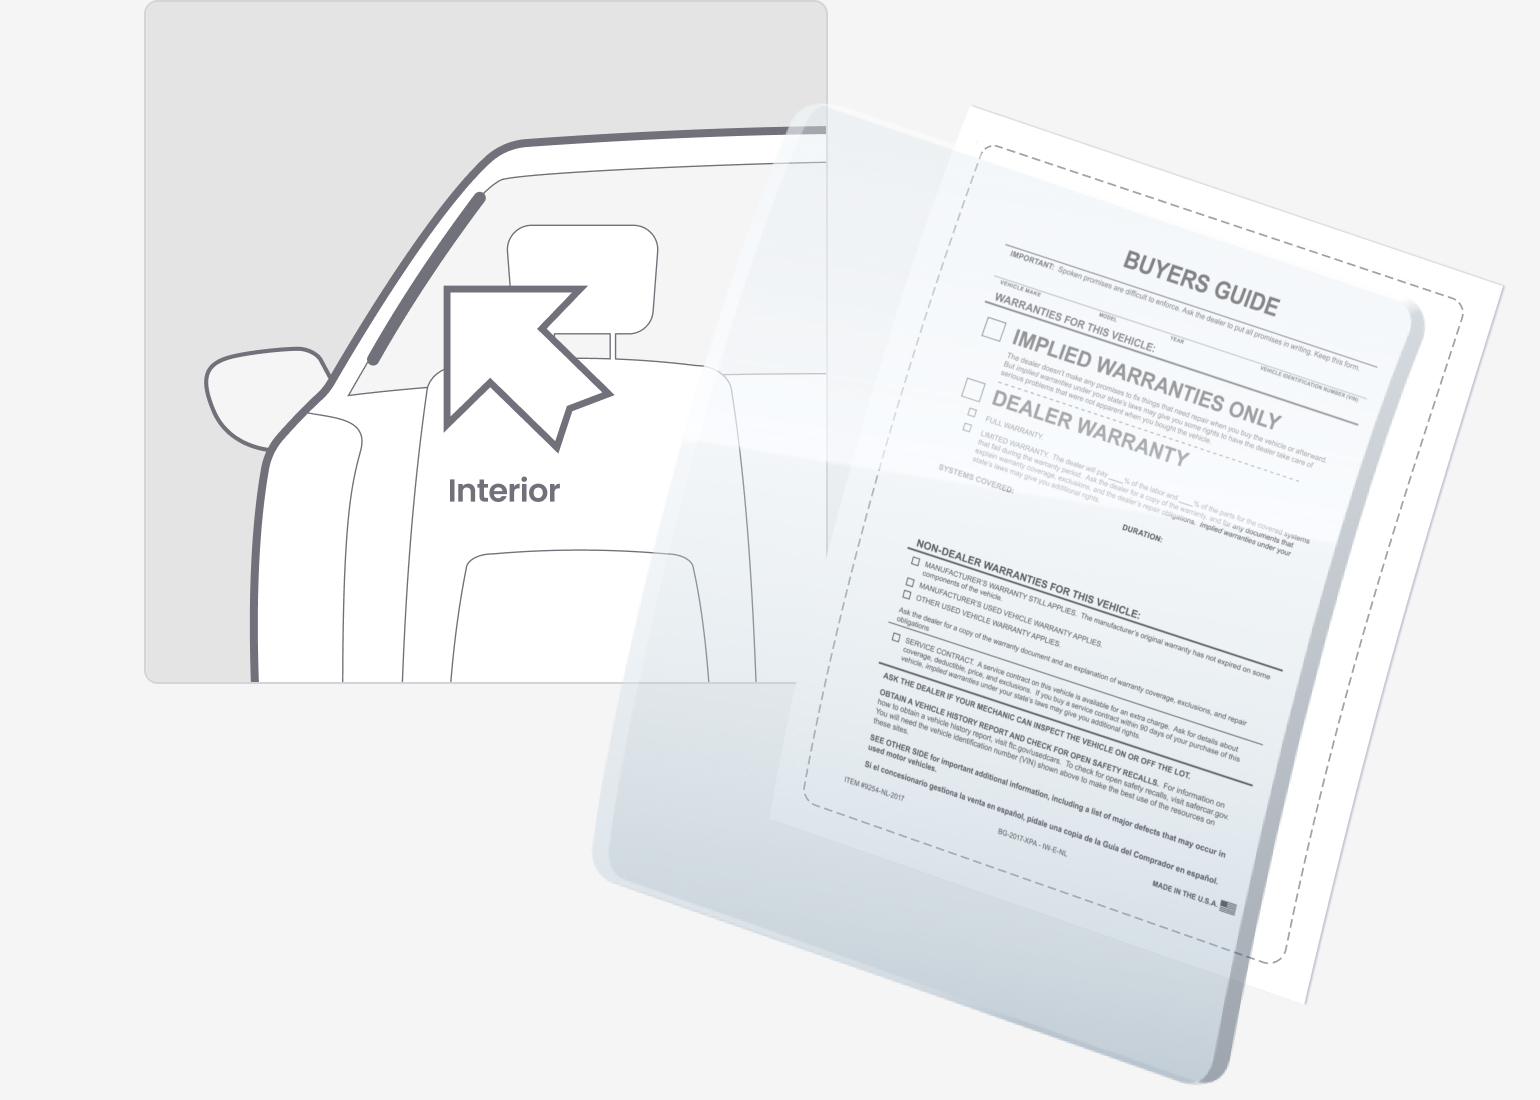 Interior
BUYERS GUIDE
IMPORTANT: Spoken promises are difficult to enforce. Ask the dealer to put all promises in writing. Keep this form.
VEHICLE MAKE
MODEL
YEAR
VEHICLE IDENTIFICATION NUMBER (VIN)
WARRANTIES FOR THIS VEHICLE:
IMPLIED WARRANTIES ONLY
The dealer doesn't make any promises to fix things that need repair when you buy the vehicle or afterward.
But implied warranties under your state's laws may give you some rights to have the dealer take care of
serious problems that were not apparent when you bought the vehicle.
DEALER WARRANTY
FULL WARRANTY.
LIMITED WARRANTY. The dealer will pay ____% of the labor and ____% of the parts for the covered systems
that fail during the warranty period. Ask the dealer for a copy of the warranty, and for any documents that
explain warranty coverage, exclusions, and the dealer's repair obligations. Implied warranties under your
state's laws may give you additional rights.
SYSTEMS COVERED:
DURATION:
NON-DEALER WARRANTIES FOR THIS VEHICLE:
MANUFACTURER'S WARRANTY STILL APPLIES. The manufacturer's original warranty has not expired on some
components of the vehicle.
MANUFACTURER'S USED VEHICLE WARRANTY APPLIES.
OTHER USED VEHICLE WARRANTY APPLIES.
Ask the dealer for a copy of the warranty document and an explanation of warranty coverage, exclusions, and repair
obligations
SERVICE CONTRACT. A service contract on this vehicle is available for an extra charge. Ask for details about
coverage, deductible, price, and exclusions. If you buy a service contract within 90 days of your purchase of this
vehicle, implied warranties under your state's laws may give you additional rights.
ASK THE DEALER IF YOUR MECHANIC CAN INSPECT THE VEHICLE ON OR OFF THE LOT.
OBTAIN A VEHICLE HISTORY REPORT AND CHECK FOR OPEN SAFETY RECALLS. For information on
how to obtain a vehicle history report, visit ftc.gov/usedcars. To check for open safety recalls, visit safercar.gov.
You will need the vehicle identification number (VIN) shown above to make the best use of the resources on
these sites.
SEE OTHER SIDE for important additional information, including a list of major defects that may occur in
used motor vehicles.
Si el concesionario gestiona la venta en español, pídale una copia de la Guía del Comprador en español.
ITEM #9254-NL-2017
BG-2017-XPA - IW-E-NL
MADE IN THE U.S.A.